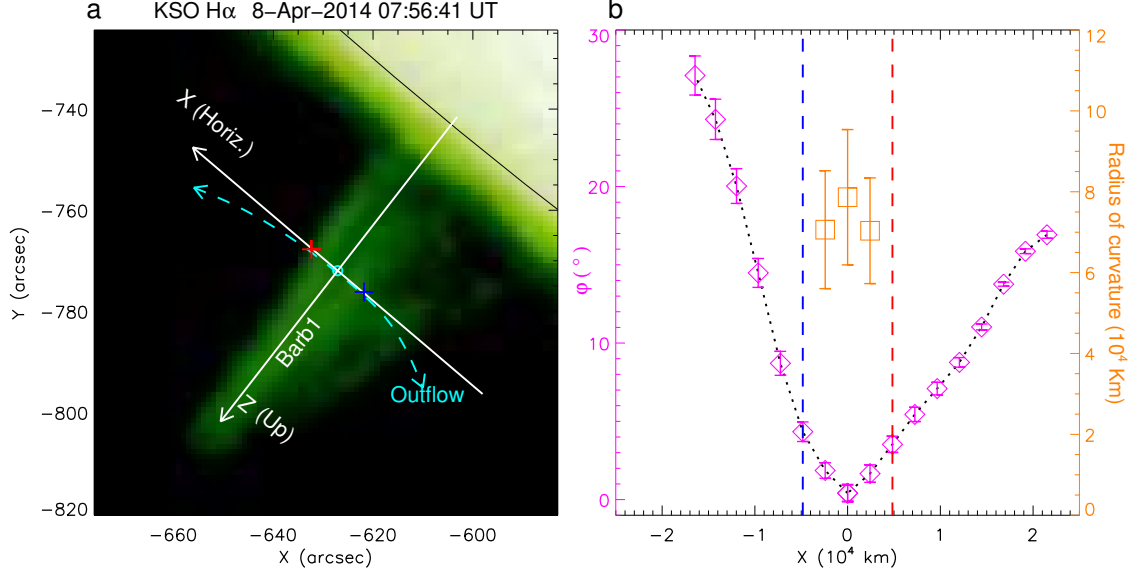 a
KSO Hα 8−Apr−2014 07:56:41 UT
b
−740
−760
−780
−800
−820
Y (arcsec)
X (Horiz.)
Barb1
Z (Up)
Outflow
−660 −640 −620 −600
X (arcsec)
30
20
10
0
φ (°)
12
10
8
6
4
2
0
Radius of curvature (10⁴ Km)
−2 −1 0 1 2
X (10⁴ km)